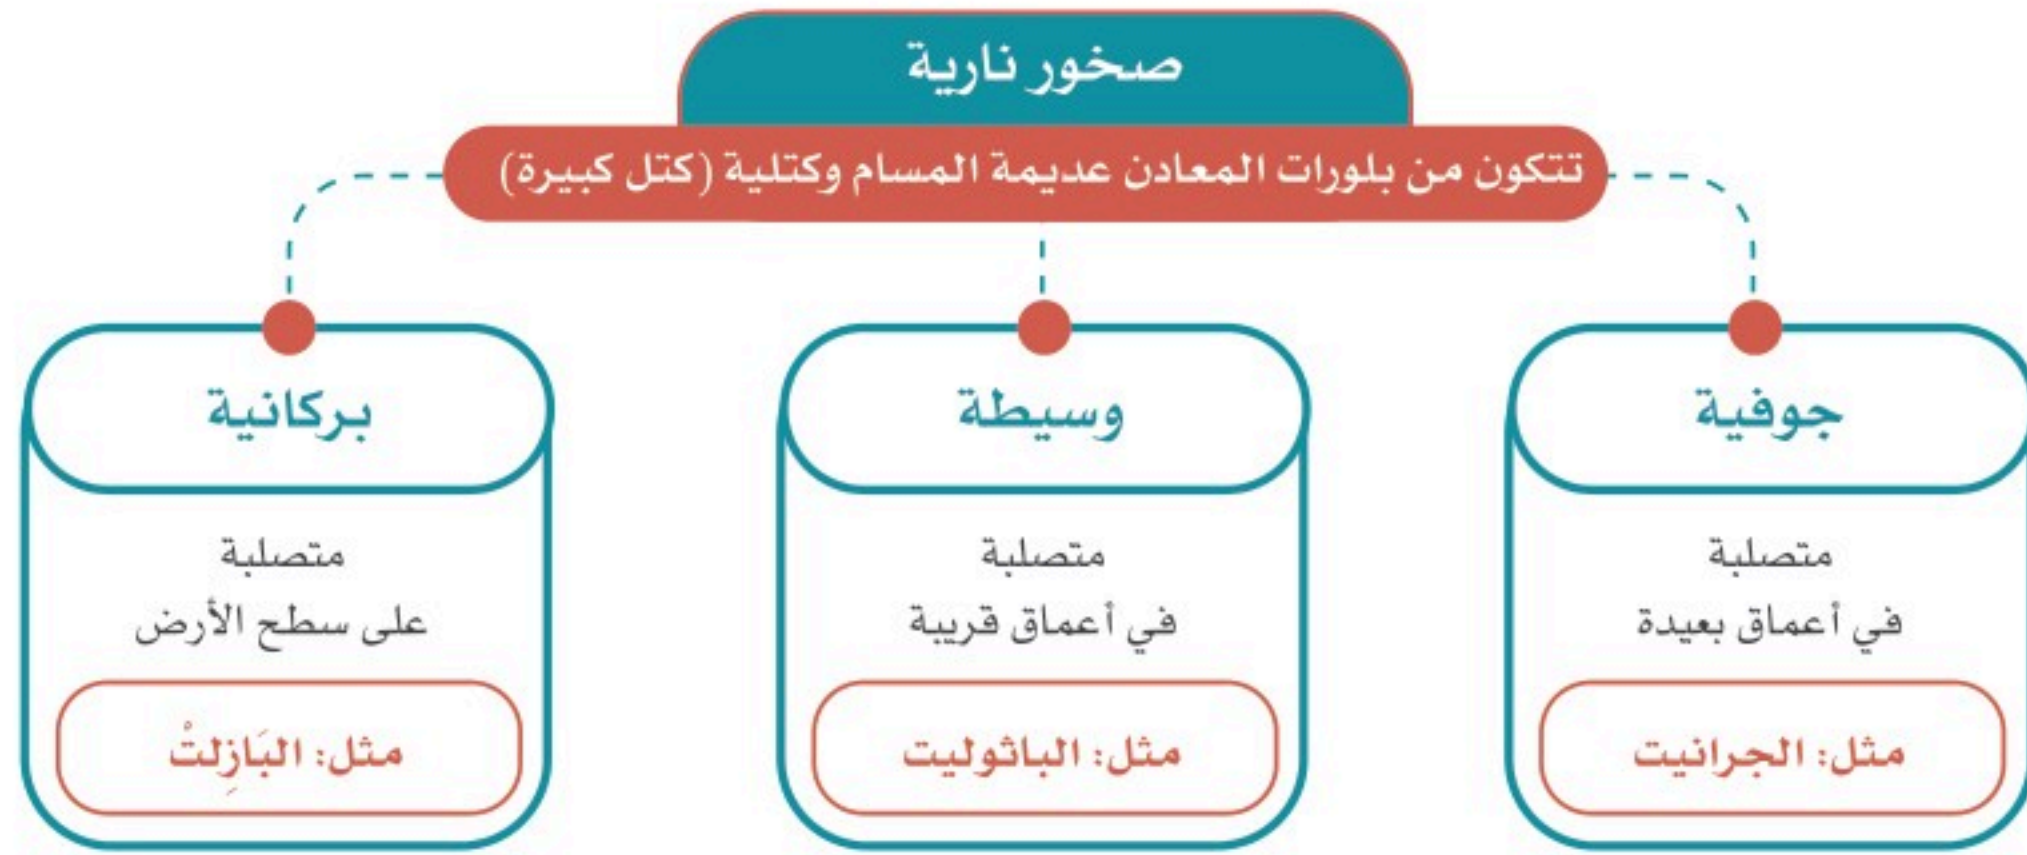 صخور نارية
تتكون من بلورات المعادن عديمة المسام وكتلية (كتل كبيرة)
جوفية
متصلبة
في أعماق بعيدة
مثل: الجرانيت
وسيطة
متصلبة
في أعماق قريبة
مثل: الباثوليت
بركانية
متصلبة
على سطح الأرض
مثل: البَازِلتْ